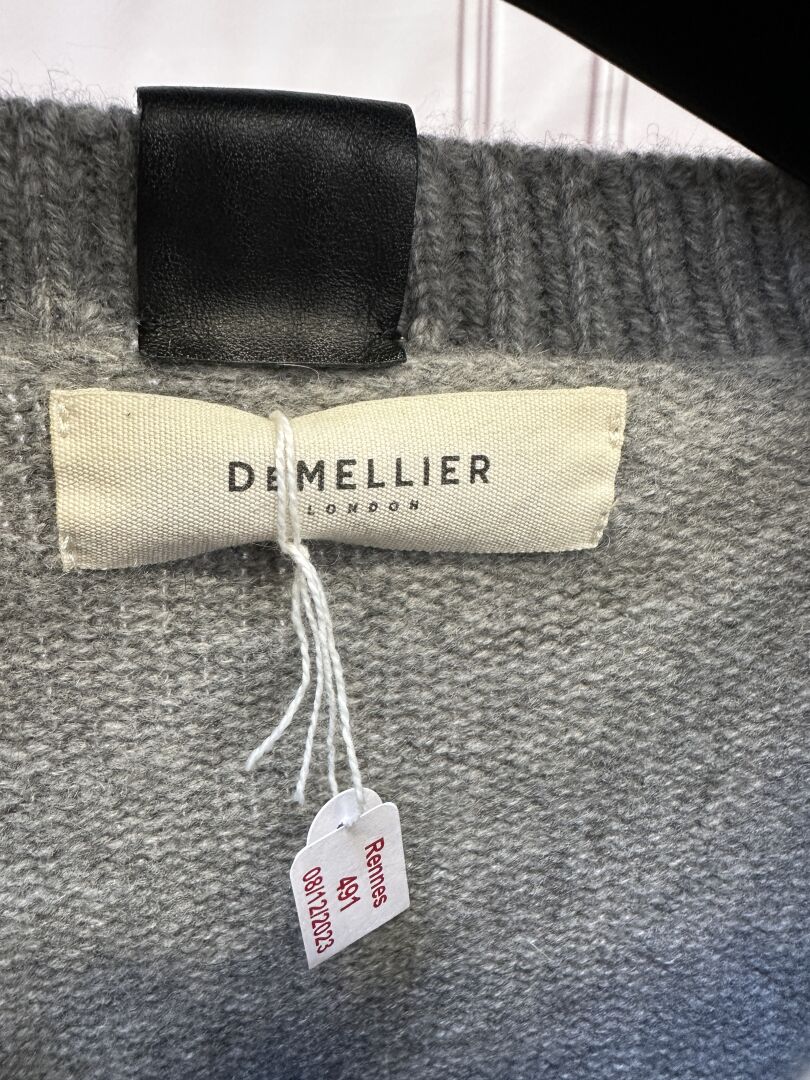 DEMELLIER
LONDON
Rennes
491
08/12/2023